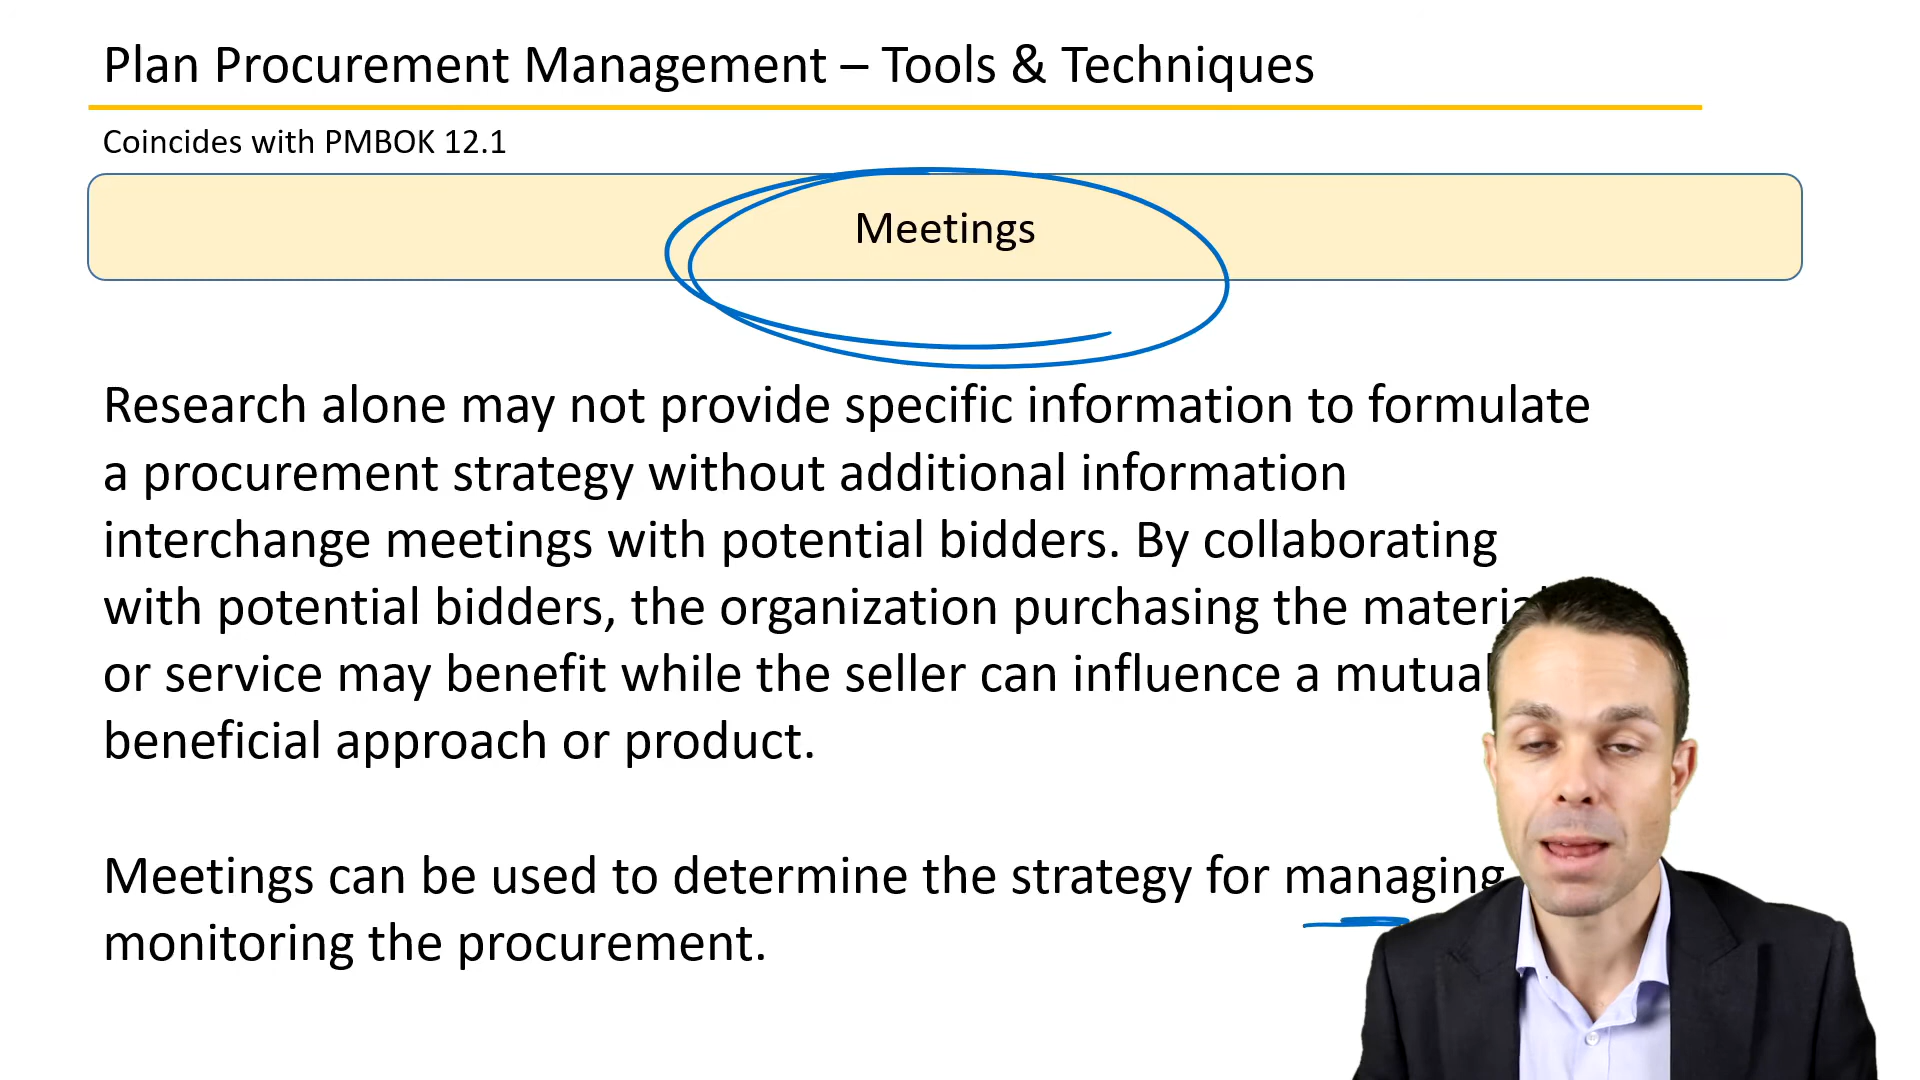 Plan Procurement Management – Tools & Techniques
Coincides with PMBOK 12.1
Meetings
Research alone may not provide specific information to formulate
a procurement strategy without additional information
interchange meetings with potential bidders. By collaborating
with potential bidders, the organization purchasing the
or service may benefit while the seller can influence a
beneficial approach or product.
Meetings can be used to determine the strategy for managing
monitoring the procurement.